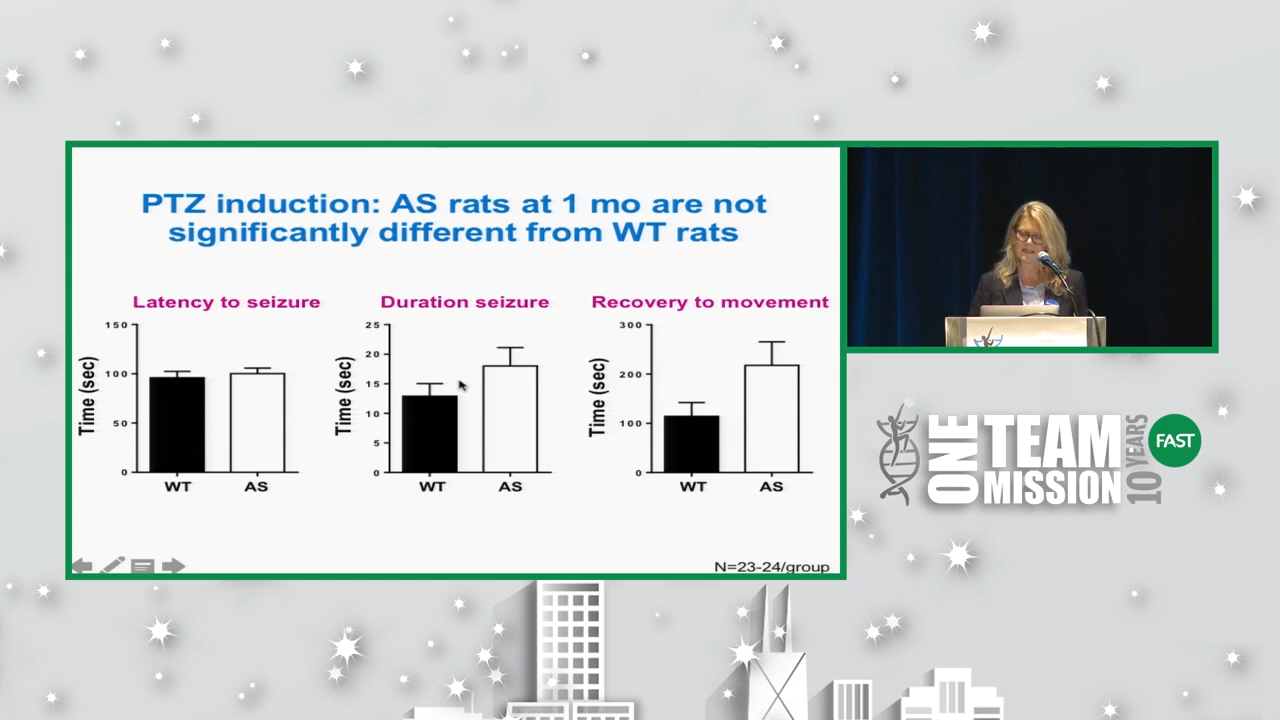 PTZ induction: AS rats at 1 mo are not
significantly different from WT rats
Latency to seizure
Time (sec)
150
100
50
0
WT AS
Duration seizure
Time (sec)
25
20
15
10
5
0
WT AS
Recovery to movement
Time (sec)
300
200
100
0
WT AS
N=23-24/group
ONE
TEAM
MISSION
10 YEARS
FAST